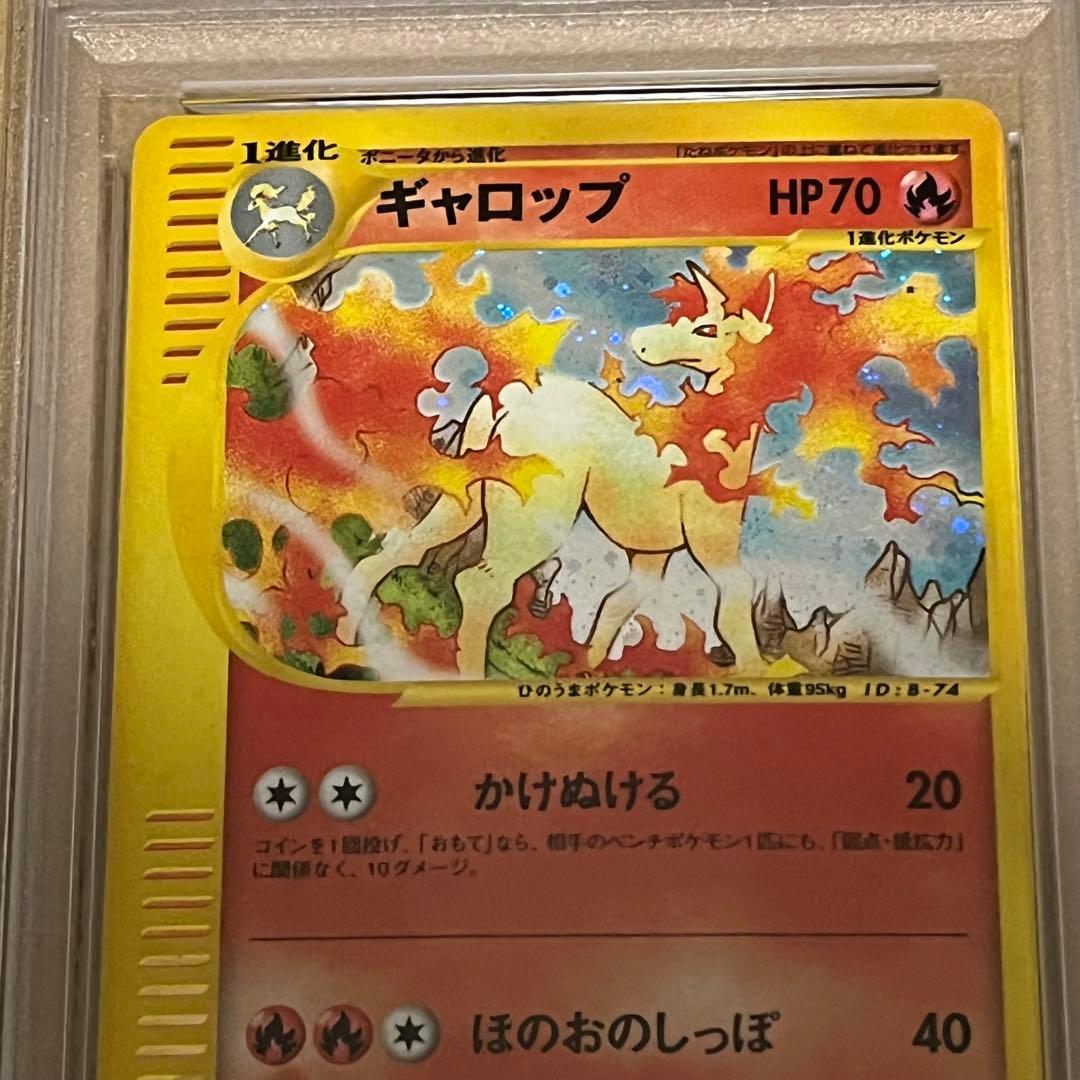 1進化 ポニータから進化 「たねポケモン」の上に重ねて進化させます
ギャロップ HP70
1進化ポケモン
ひのうまポケモン：身長1.7m、体重95kg ID：B-74
かけぬける 20
コインを1回投げ、「おもて」なら、相手のベンチポケモン1匹にも、「弱点・抵抗力」
に関係なく、10ダメージ。
ほのおのしっぽ 40